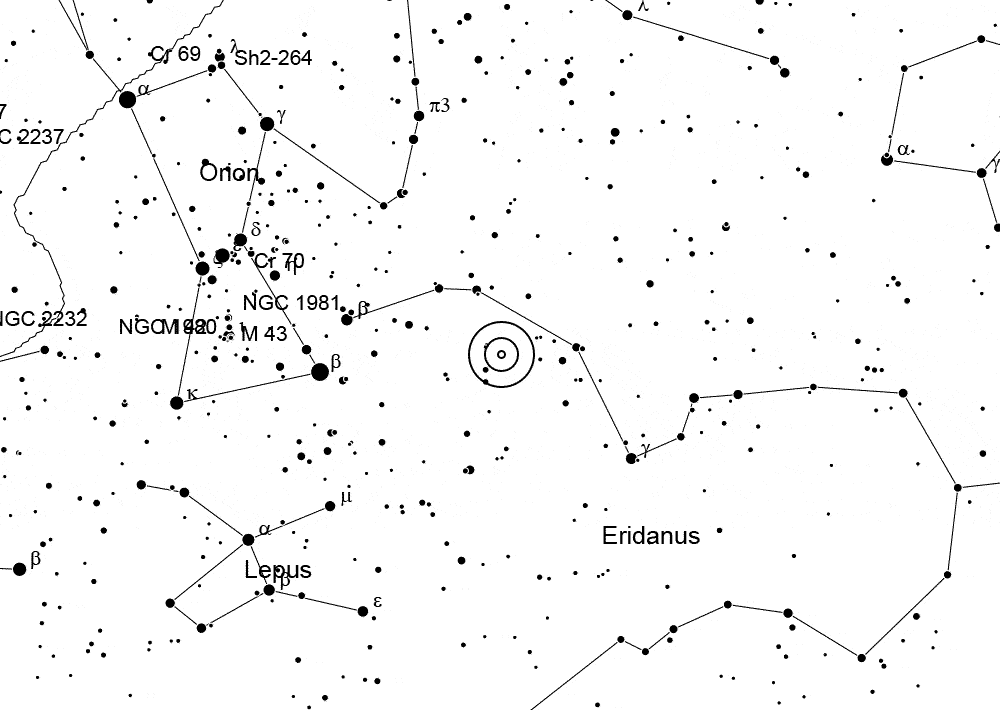 λ
Cr 69
λ
Sh2-264
α
π3
7
C 2237
γ
α
γ
Orion
δ
ε
ζ
Cr 70
η
NGC 1981
β
NGC 2232
M 43
β
κ
γ
μ
α
Eridanus
β
Lepus
β
ε